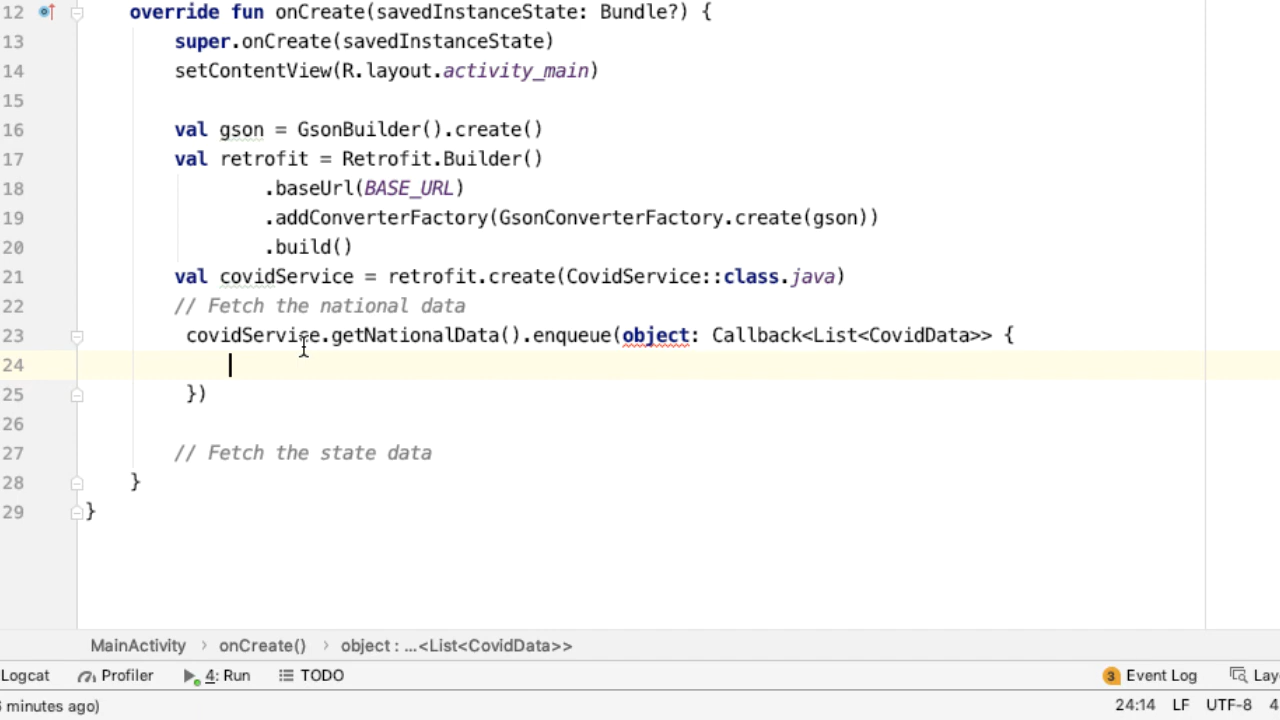 12 override fun onCreate(savedInstanceState: Bundle?) {
13 super.onCreate(savedInstanceState)
14 setContentView(R.layout.activity_main)
15
16 val gson = GsonBuilder().create()
17 val retrofit = Retrofit.Builder()
18 .baseUrl(BASE_URL)
19 .addConverterFactory(GsonConverterFactory.create(gson))
20 .build()
21 val covidService = retrofit.create(CovidService::class.java)
22 // Fetch the national data
23 covidService.getNationalData().enqueue(object: Callback<List<CovidData>> {
24
25 })
26
27 // Fetch the state data
28 }
29 }
MainActivity › onCreate() › object : ...<List<CovidData>>
Logcat Profiler 4: Run TODO 3 Event Log Lay
minutes ago) 24:14 LF UTF-8 4